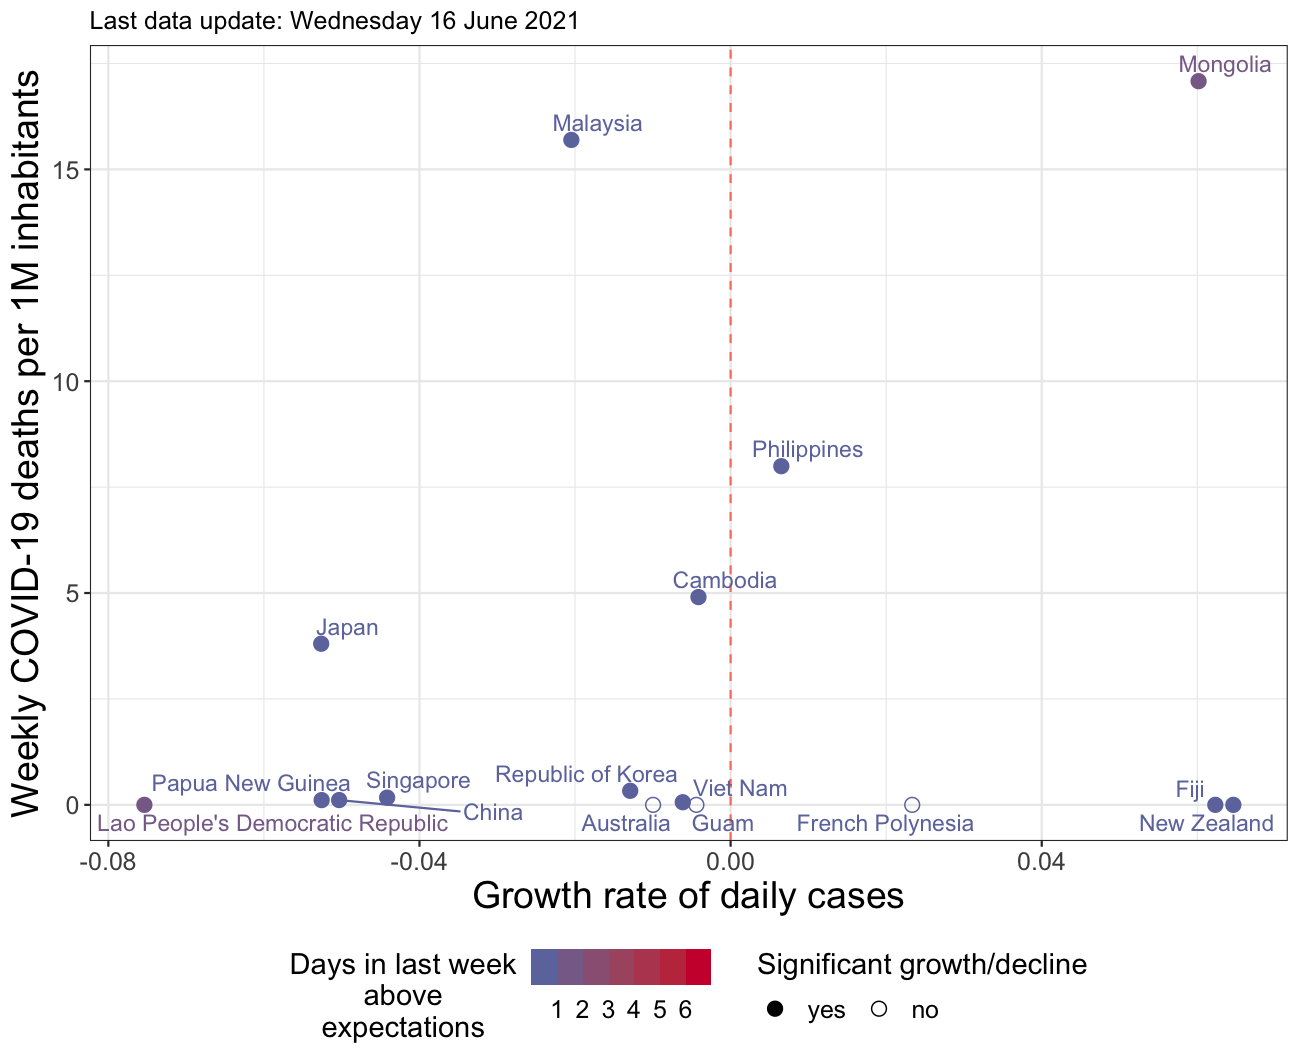 Last data update: Wednesday 16 June 2021
Weekly COVID-19 deaths per 1M inhabitants
15
10
5
0
Mongolia
Malaysia
Philippines
Cambodia
Japan
Papua New Guinea
Singapore
Republic of Korea
Viet Nam
Fiji
China
Lao People's Democratic Republic
Australia
Guam
French Polynesia
New Zealand
-0.08
-0.04
0.00
0.04
Growth rate of daily cases
Days in last week
above
expectations
1 2 3 4 5 6
Significant growth/decline
yes
no